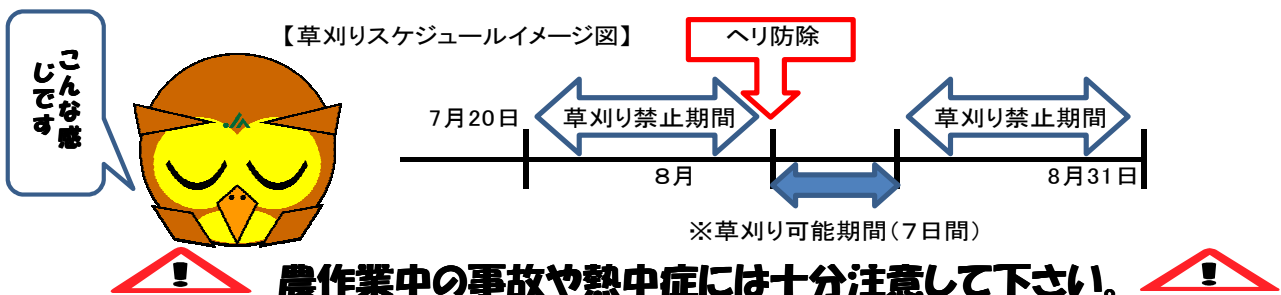 こんな感
じです
【草刈りスケジュールイメージ図】
ヘリ防除
7月20日
草刈り禁止期間
草刈り禁止期間
8月
8月31日
※草刈り可能期間(7日間)
! 農作業中の事故や熱中症には十分注意して下さい。 !